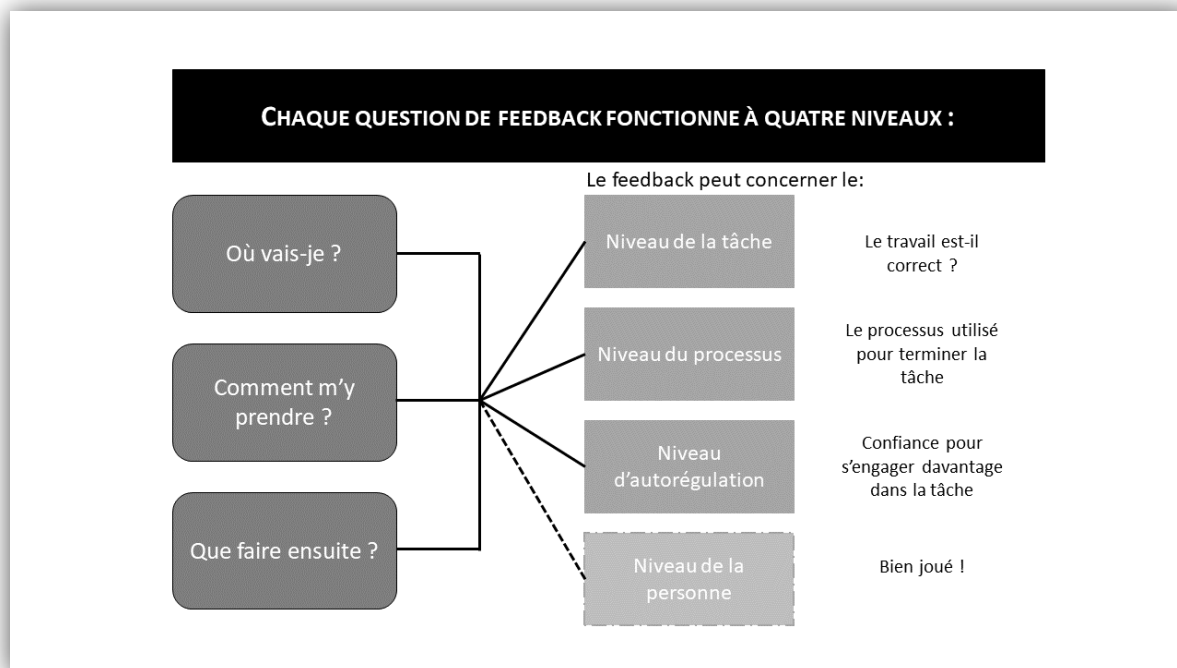 CHAQUE QUESTION DE FEEDBACK FONCTIONNE À QUATRE NIVEAUX :
Le feedback peut concerner le:
Où vais-je ?
Comment m’y
prendre ?
Que faire ensuite ?
Niveau de la tâche
Le travail est-il
correct ?
Niveau du processus
Le processus utilisé
pour terminer la
tâche
Niveau
d’autorégulation
Confiance pour
s’engager davantage
dans la tâche
Niveau de la
personne
Bien joué !